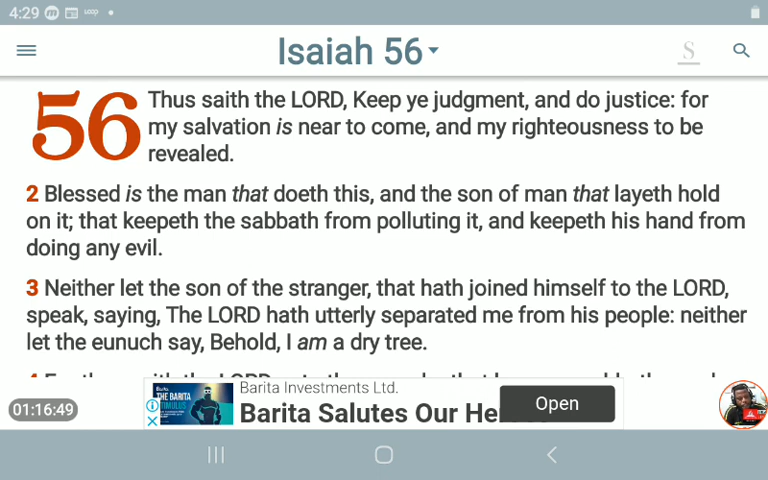 4:29
Isaiah 56
S
56 Thus saith the LORD, Keep ye judgment, and do justice: for
my salvation is near to come, and my righteousness to be
revealed.
2 Blessed is the man that doeth this, and the son of man that layeth hold
on it; that keepeth the sabbath from polluting it, and keepeth his hand from
doing any evil.
3 Neither let the son of the stranger, that hath joined himself to the LORD,
speak, saying, The LORD hath utterly separated me from his people: neither
let the eunuch say, Behold, I am a dry tree.
Barita Investments Ltd.
THE BARITA
Barita Salutes Our He
Open
01:16:49